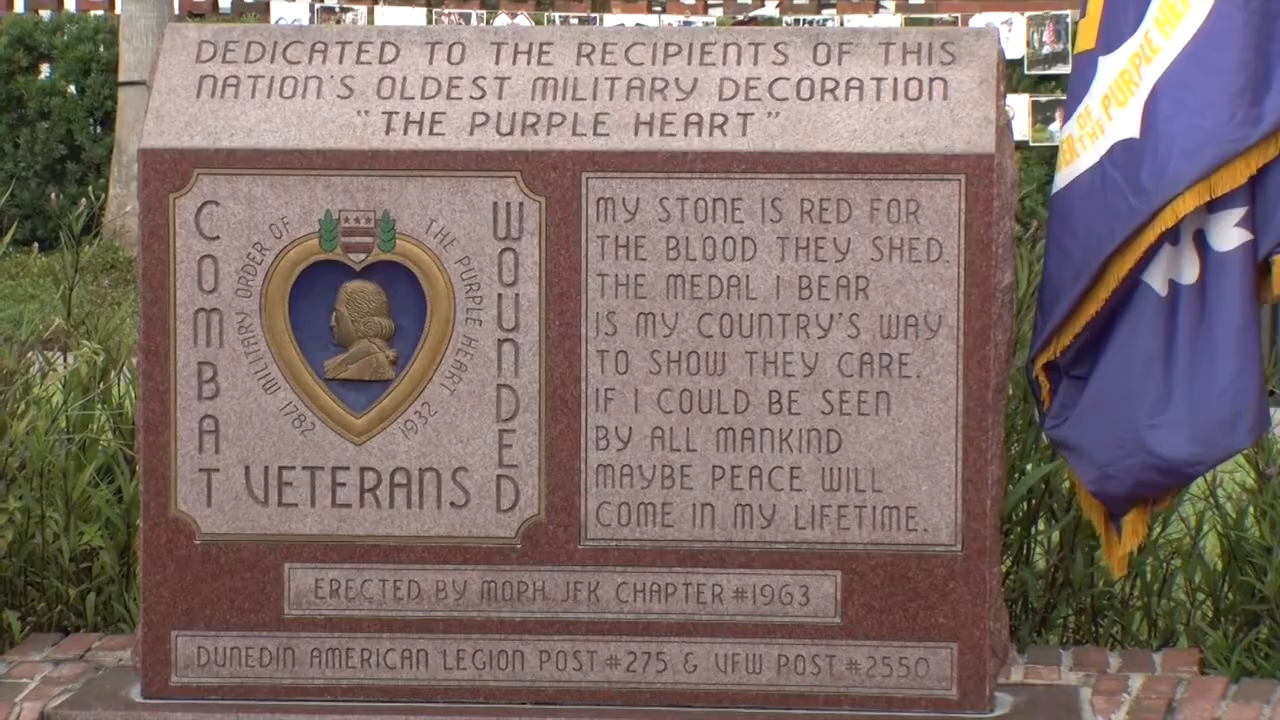 DEDICATED TO THE RECIPIENTS OF THIS
NATION'S OLDEST MILITARY DECORATION
"THE PURPLE HEART"
COMBAT
WOUNDED
VETERANS
MILITARY ORDER OF
THE PURPLE HEART
1782
1932
MY STONE IS RED FOR
THE BLOOD THEY SHED.
THE MEDAL I BEAR
IS MY COUNTRY'S WAY
TO SHOW THEY CARE.
IF I COULD BE SEEN
BY ALL MANKIND
MAYBE PEACE WILL
COME IN MY LIFETIME.
ERECTED BY MOPH. JFK CHAPTER #1963
DUNEDIN AMERICAN LEGION POST #275 & VFW POST #2550
OF
THE PURPLE